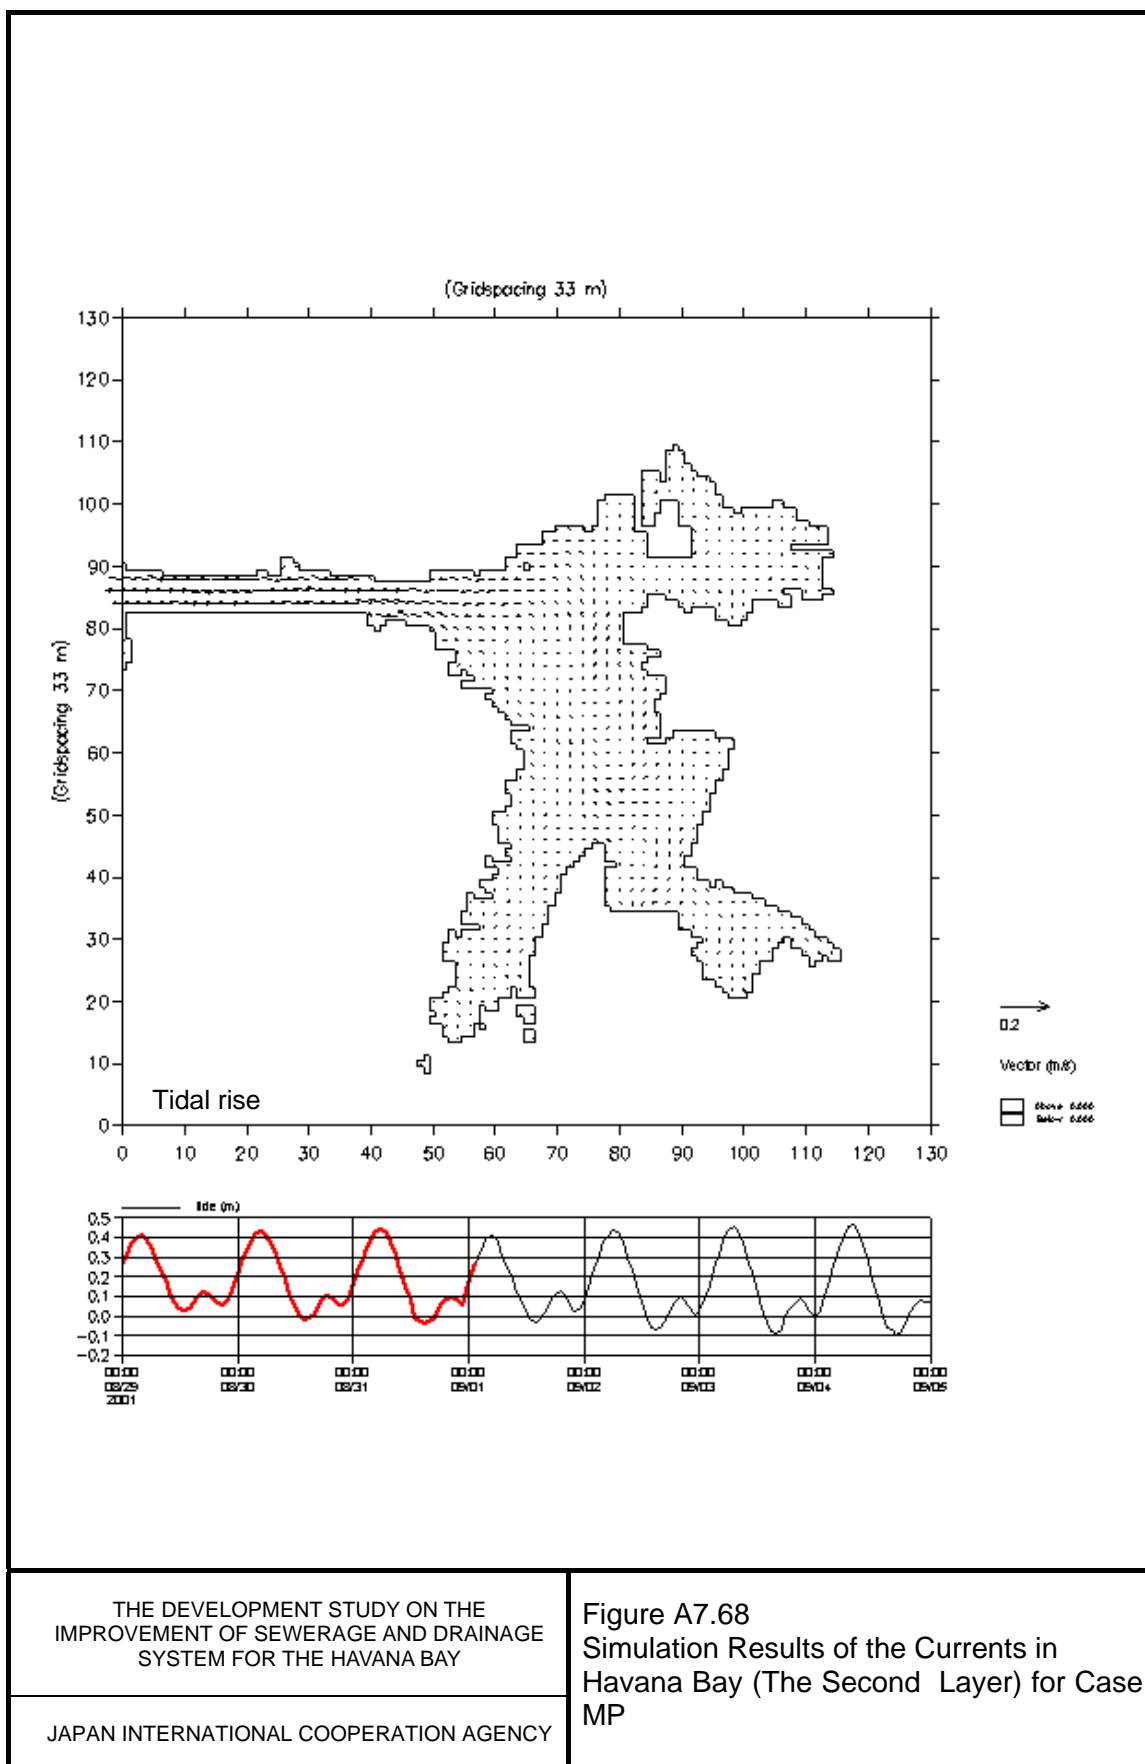 (Gridspacing 33 m)
130
120
110
100
90
80
70
60
50
40
30
20
10
0
(Gridspacing 33 m)
Tidal rise
0 10 20 30 40 50 60 70 80 90 100 110 120 130
0.2
Vector (m/s)
Above 0.000
Below 0.000
tide (m)
0.5
0.4
0.3
0.2
0.1
0.0
-0.1
-0.2
00:00 00:00 00:00 00:00 00:00 00:00 00:00 00:00
08/29 08/30 08/31 09/01 09/02 09/03 09/04 09/05
2001
THE DEVELOPMENT STUDY ON THE
IMPROVEMENT OF SEWERAGE AND DRAINAGE
SYSTEM FOR THE HAVANA BAY
JAPAN INTERNATIONAL COOPERATION AGENCY
Figure A7.68
Simulation Results of the Currents in
Havana Bay (The Second Layer) for Case
MP